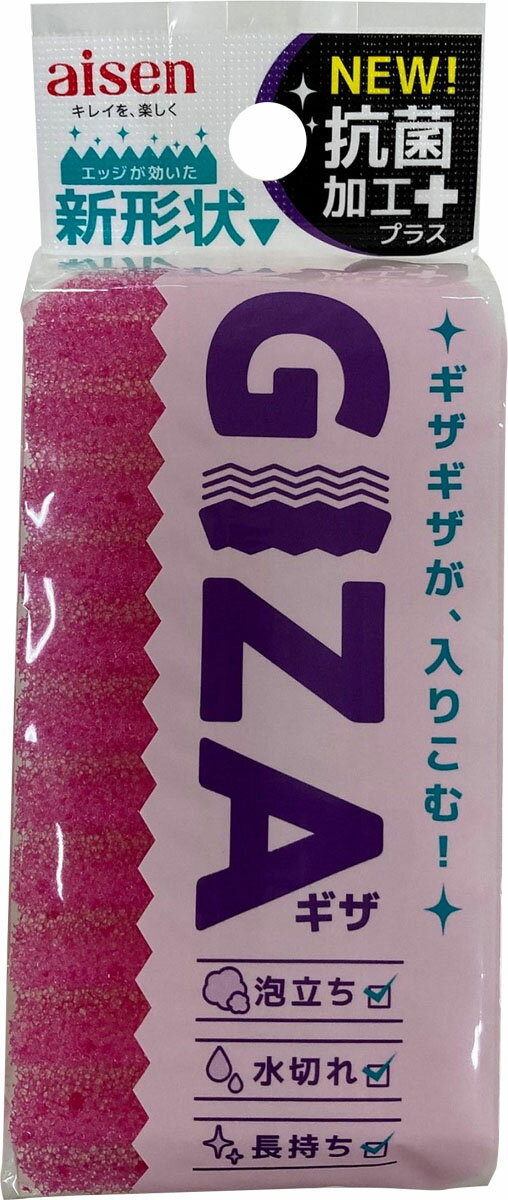 aisen
キレイを、楽しく
エッジが効いた
新形状
NEW!
抗菌
加工+
プラス
GIZA
ギザ
ギザギザが、入りこむ!
泡立ち
水切れ
長持ち